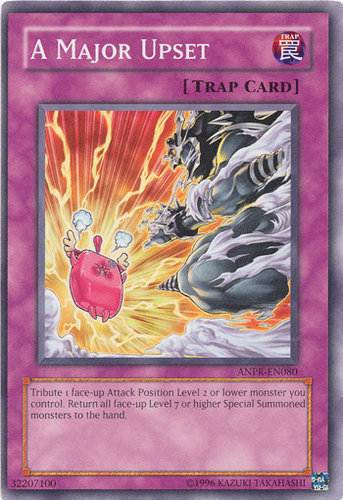 A Major Upset
TRAP
罠
[Trap Card]
ANPR-EN080
Tribute 1 face-up Attack Position Level 2 or lower monster you
control. Return all face-up Level 7 or higher Special Summoned
monsters to the hand.
32207100
©1996 KAZUKI TAKAHASHI